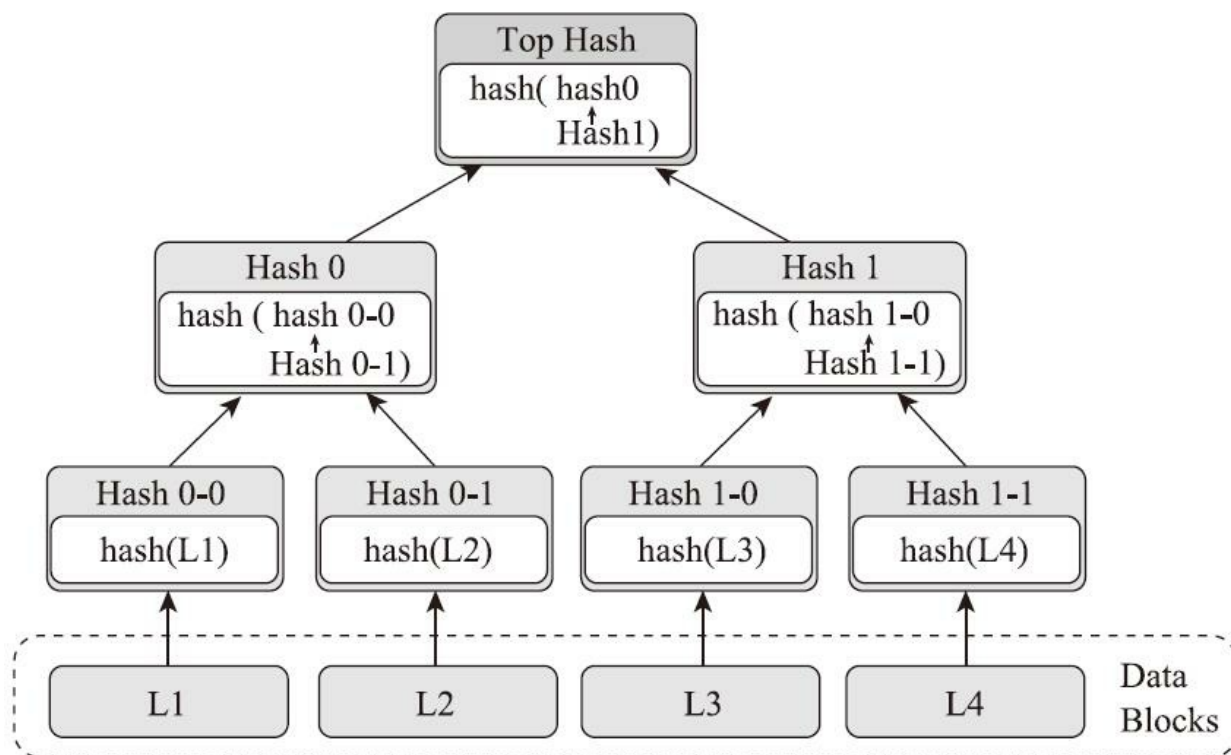 Top Hash
hash( hash0
Hash1)
Hash 0
hash ( hash 0-0
Hash 0-1)
Hash 1
hash ( hash 1-0
Hash 1-1)
Hash 0-0
hash(L1)
Hash 0-1
hash(L2)
Hash 1-0
hash(L3)
Hash 1-1
hash(L4)
L1
L2
L3
L4
Data
Blocks